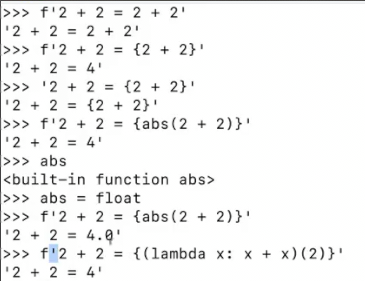 >>> f'2 + 2 = 2 + 2'
'2 + 2 = 2 + 2'
>>> f'2 + 2 = {2 + 2}'
'2 + 2 = 4'
>>> '2 + 2 = {2 + 2}'
'2 + 2 = {2 + 2}'
>>> f'2 + 2 = {abs(2 + 2)}'
'2 + 2 = 4'
>>> abs
<built-in function abs>
>>> abs = float
>>> f'2 + 2 = {abs(2 + 2)}'
'2 + 2 = 4.0'
>>> f'2 + 2 = {(lambda x: x + x)(2)}'
'2 + 2 = 4'